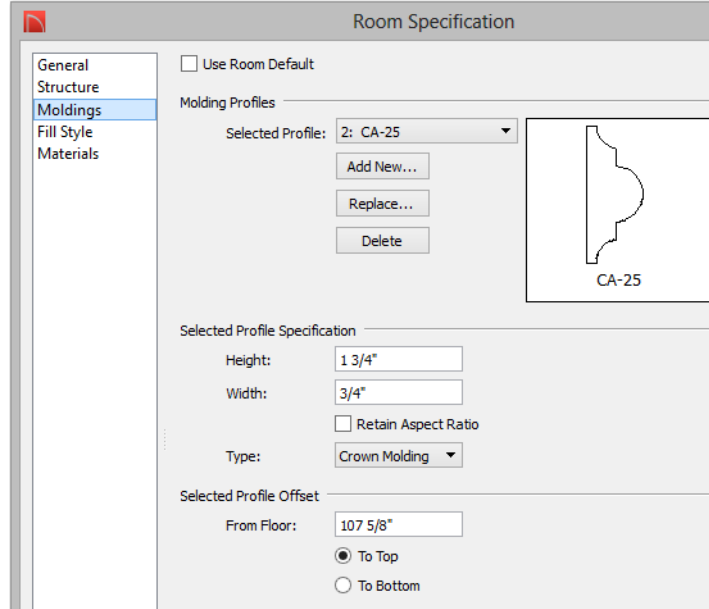 Room Specification
General
Structure
Moldings
Fill Style
Materials
Use Room Default
Molding Profiles
Selected Profile: 2: CA-25
Add New...
Replace...
Delete
CA-25
Selected Profile Specification
Height: 1 3/4"
Width: 3/4"
Retain Aspect Ratio
Type: Crown Molding
Selected Profile Offset
From Floor: 107 5/8"
To Top
To Bottom